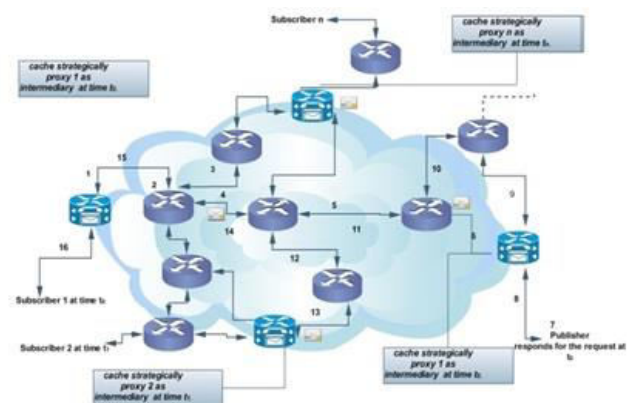 Subscriber n
cache strategically
proxy n as
intermediary at time
cache strategically
proxy 1 as
intermediary at time
15
1
2
3
4
5
10
9
14
11
16
12
6
13
8
7
Subscriber 1 at time
Subscriber 2 at time
Publisher
responds for the request at
cache strategically
proxy 2 as
intermediary at time
cache strategically
proxy 1 as
intermediary at time